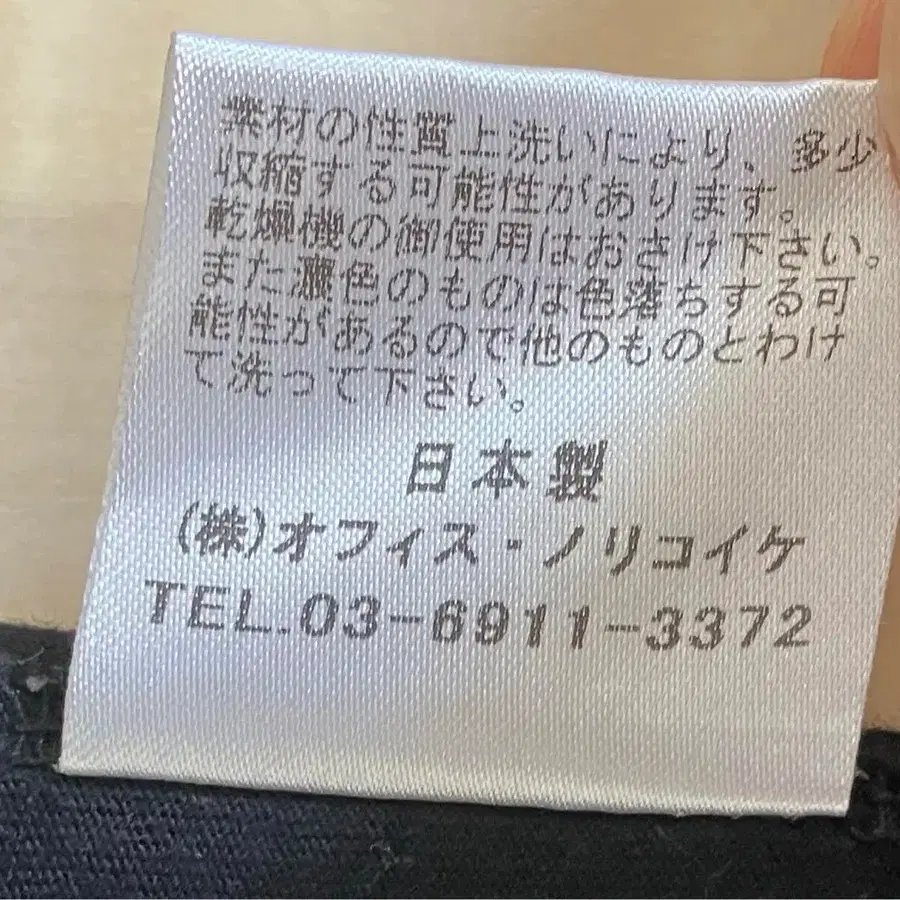 素材の性質上洗いにより、多少
収縮する可能性があります。
乾燥機の御使用はおさけ下さい。
また濃色のものは色落ちする可
能性があるので他のものとわけ
て洗って下さい。
日本製
(株)オフィス・ノリコイケ
TEL.03-6911-3372